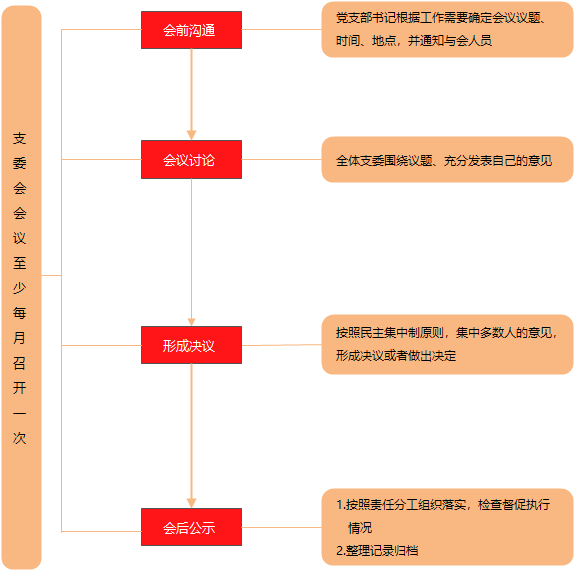 支委会会议至少每月召开一次
会前沟通
党支部书记根据工作需要确定会议议题、
时间、地点，并通知与会人员
会议讨论
全体支委围绕议题、充分发表自己的意见
形成决议
按照民主集中制原则，集中多数人的意见，
形成决议或者做出决定
会后公示
1.按照责任分工组织落实，检查督促执行
情况
2.整理记录归档